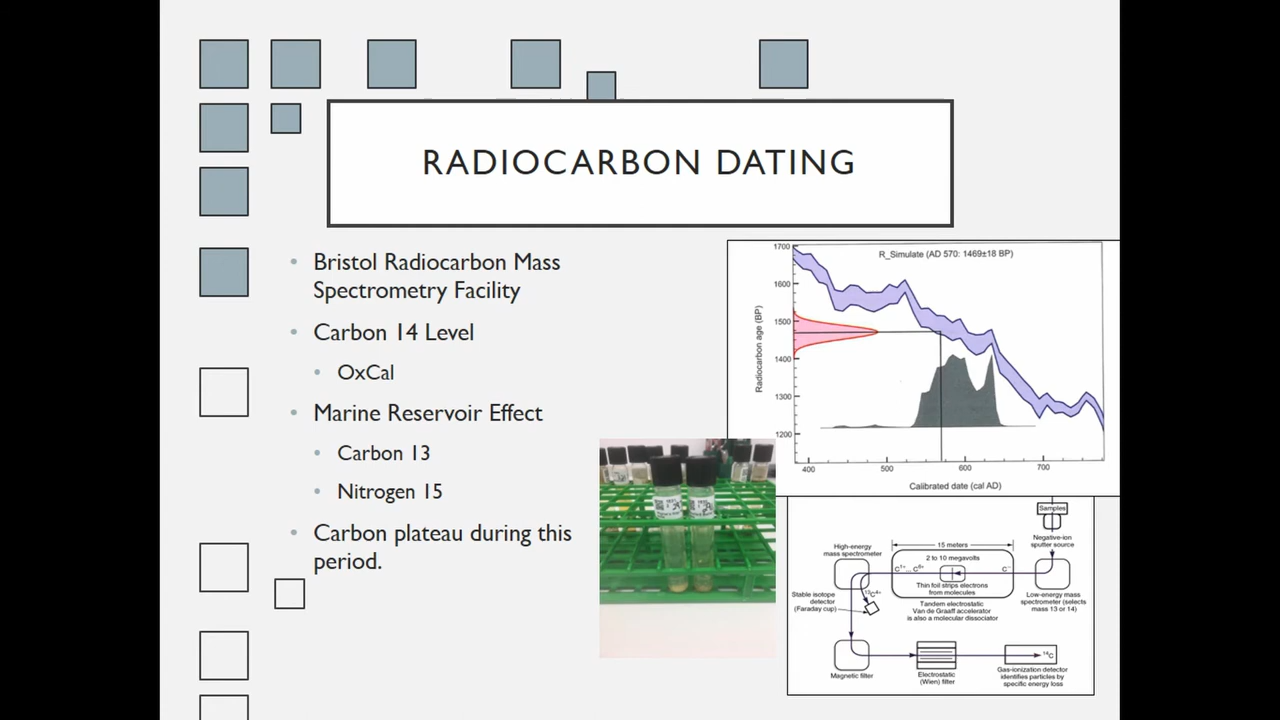 RADIOCARBON DATING
Bristol Radiocarbon Mass
Spectrometry Facility
Carbon 14 Level
OxCal
Marine Reservoir Effect
Carbon 13
Nitrogen 15
Carbon plateau during this
period.
R_Simulate (AD 570: 1469±18 BP)
Radiocarbon age (BP)
1700
1600
1500
1400
1300
1200
400 500 600 700
Calibrated date (cal AD)
Samples
Negative-ion
sputter source
High-energy
mass spectrometer
15 meters
2 to 10 megavolts
C¹⁺... C⁶⁺
C⁻
Thin foil strips electrons
from molecules
Stable isotope
detector
(Faraday cup)
Tandem electrostatic
Van de Graaff accelerator
is also a molecular dissociator
Low-energy mass
spectrometer (selects
mass 13 or 14)
¹⁴C
Magnetic filter
Electrostatic
(Wien) filter
Gas-ionization detector
identifies particles by
specific energy loss